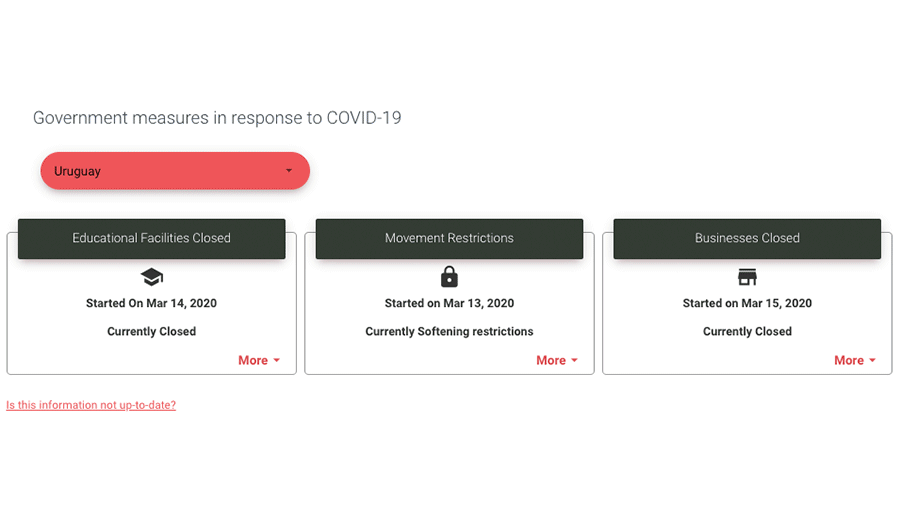 Government measures in response to COVID-19
Uruguay
Educational Facilities Closed
Started On Mar 14, 2020
Currently Closed
More
Movement Restrictions
Started on Mar 13, 2020
Currently Softening restrictions
More
Businesses Closed
Started on Mar 15, 2020
Currently Closed
More
Is this information not up-to-date?